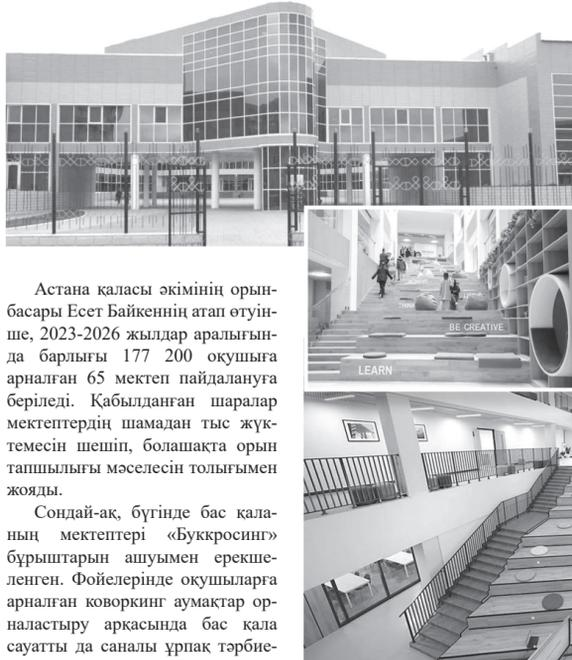 BE CREATIVE
LEARN
Астана қаласы әкімінің орын-
басары Есет Байкеннің атап өтуін-
ше, 2023-2026 жылдар аралығын-
да барлығы 177 200 оқушыға
арналған 65 мектеп пайдалануға
беріледі. Қабылданған шаралар
мектептердің шамадан тыс жүк-
темесін шешіп, болашақта орын
тапшылығы мәселесін толығымен
жояды.
Сондай-ақ, бүгінде бас қала-
ның мектептері «Буккросинг»
бұрыштарын ашуымен ерекше-
ленген. Фойелерінде оқушыларға
арналған коворкинг аумақтар ор-
наластыру арқасында бас қала
сауатты да саналы ұрпақ тәрбие-